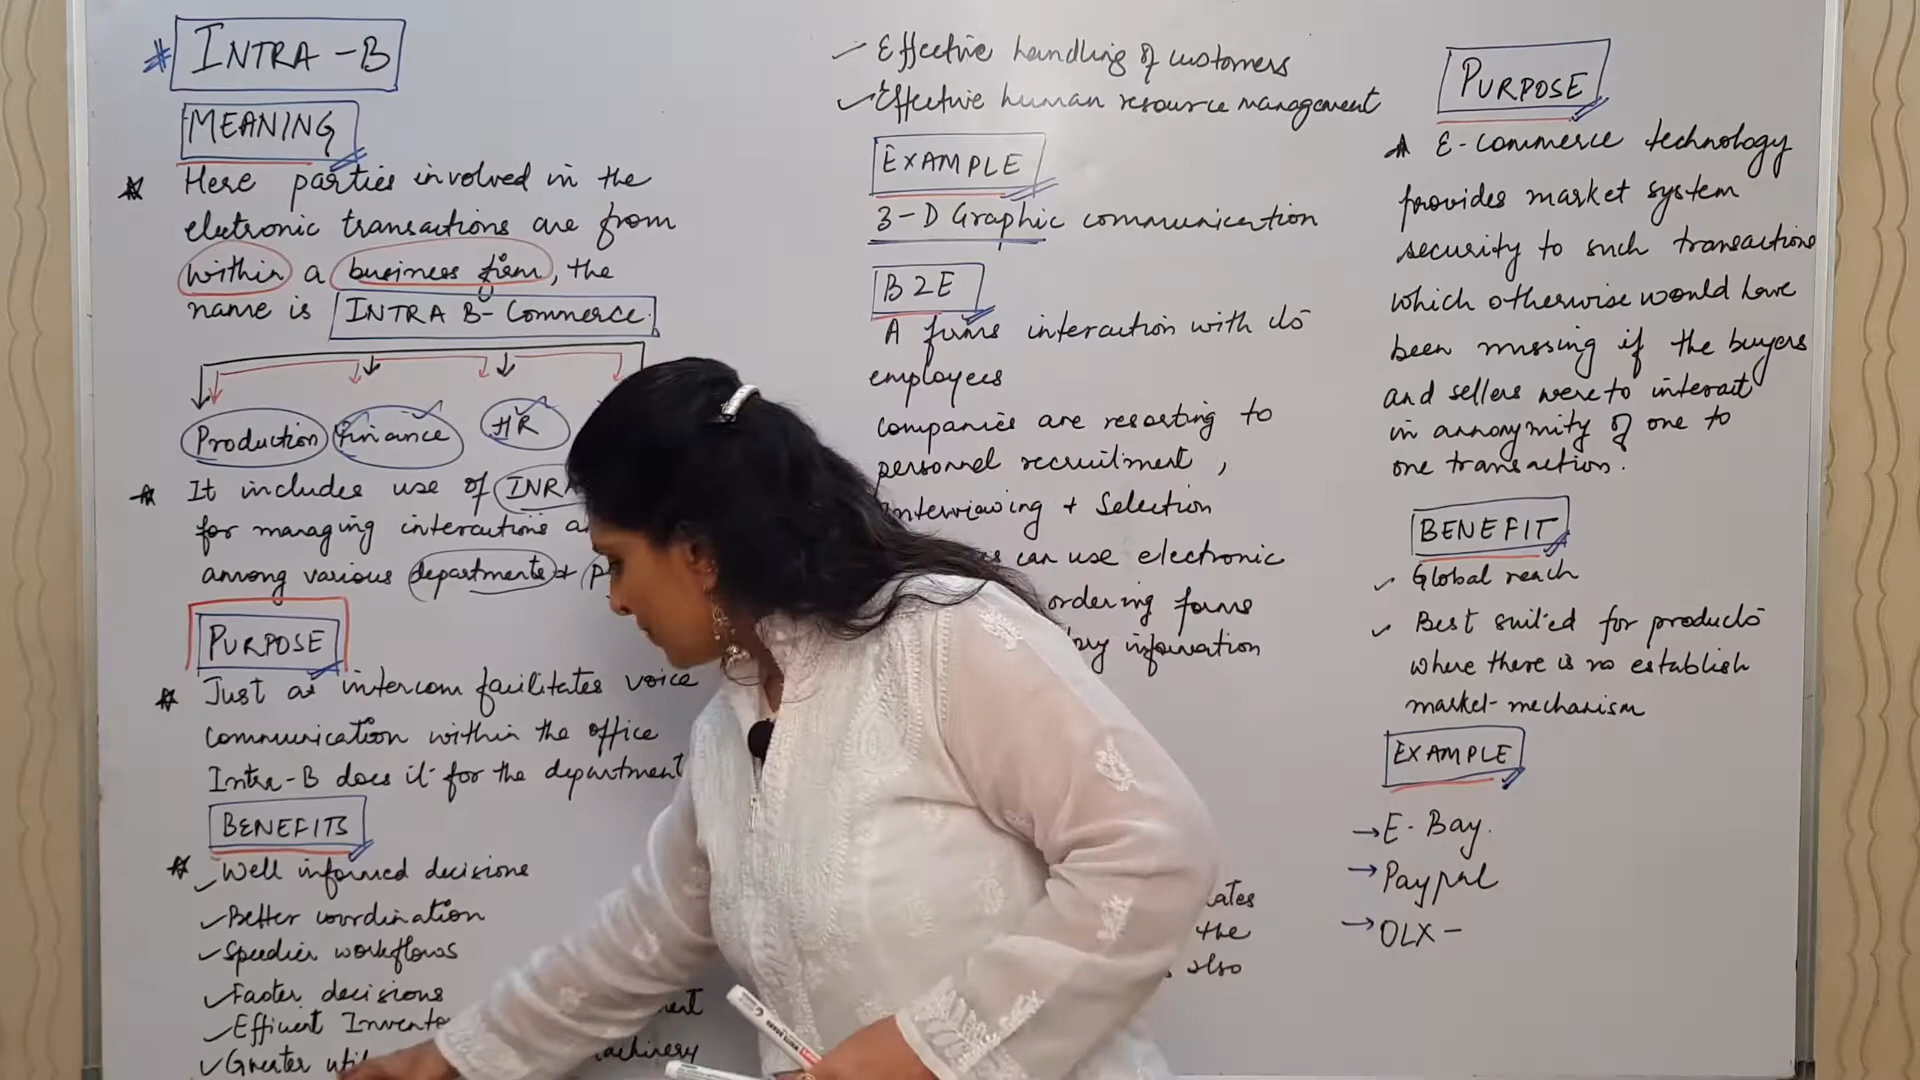 INTRA-B
MEANING
Here parties involved in the
eletronic transactions are from
within a business firm, the
name is INTRA B-Commerce.
Production Finance HR
It includes use of
for managing interactions
among various departments &
PURPOSE
Just as intercom facilitates voice
communication within the office
Intra-B does it for the department
BENEFITS
Well informed decisions
Better coordination
Speedier workflows
Faster decisions
Efficient
Greater
Effective handling of customers
Effective human resource management
EXAMPLE
3-D Graphic communication
B2E
A firms interaction with its
employees
companies are resorting to
personnel recruitment,
interviewing & Selection
can use electronic
ordering forms
information
the
also
PURPOSE
E-commerce technology
provides market system
security to such transactions
which otherwise would have
been missing if the buyers
and sellers were to interact
in annonymity of one to
one transaction.
BENEFIT
Global reach
Best suited for products
where there is no establish
market-mechanism
EXAMPLE
→ E-Bay.
→ Paypal
→ OLX -